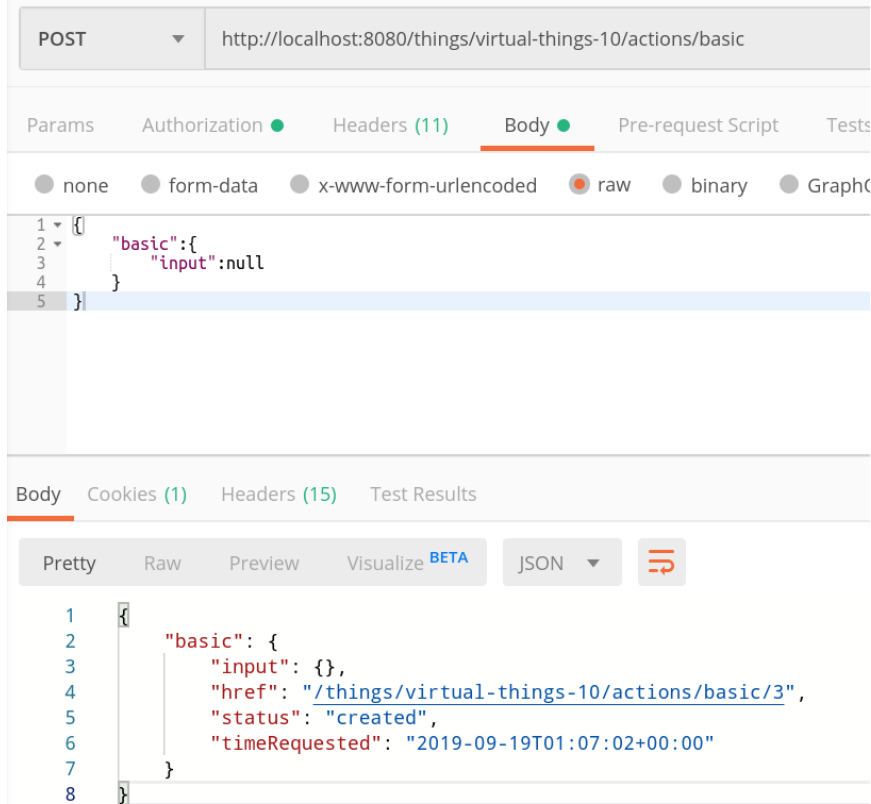 POST http://localhost:8080/things/virtual-things-10/actions/basic
Params Authorization Headers (11) Body Pre-request Script Tests
none form-data x-www-form-urlencoded raw binary GraphQ
1 {
2 "basic":{
3 "input":null
4 }
5 }
Body Cookies (1) Headers (15) Test Results
Pretty Raw Preview Visualize BETA JSON
1 {
2 "basic": {
3 "input": {},
4 "href": "/things/virtual-things-10/actions/basic/3",
5 "status": "created",
6 "timeRequested": "2019-09-19T01:07:02+00:00"
7 }
8 }